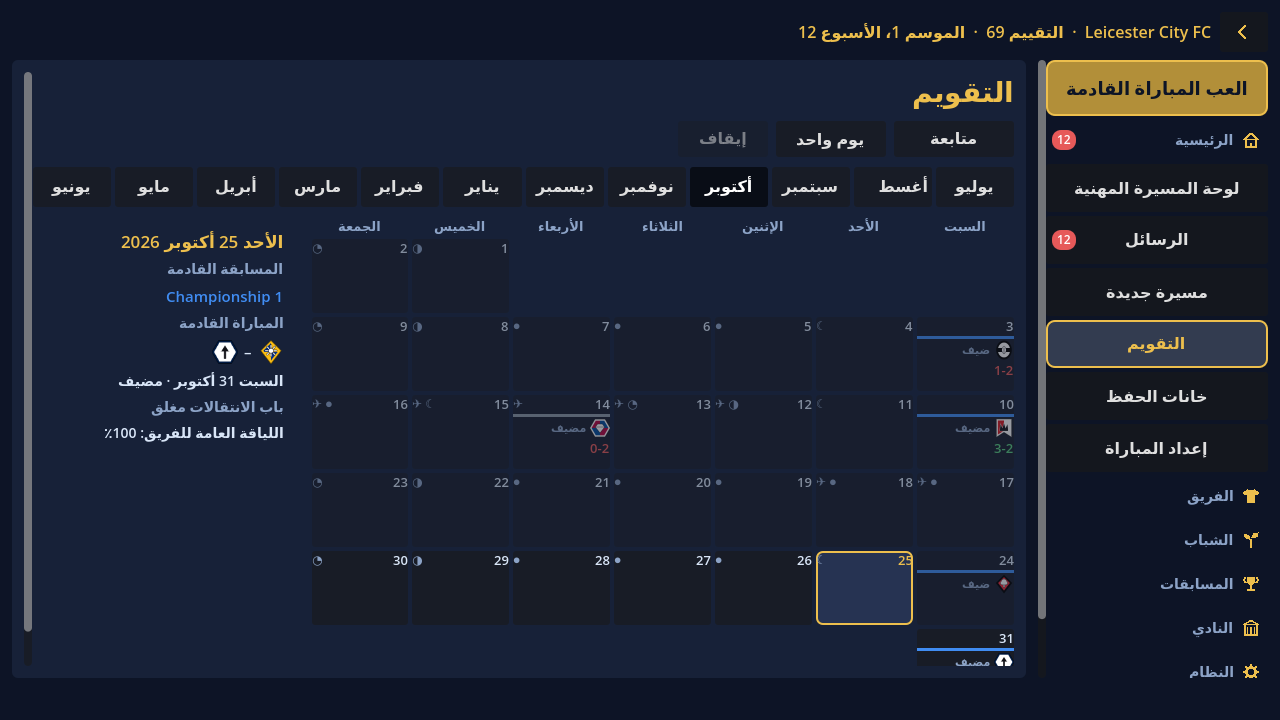 Leicester City FC · التقييم 69 · الموسم 1، الأسبوع 12
العب المباراة القادمة
الرئيسية 12
لوحة المسيرة المهنية
الرسائل 12
مسيرة جديدة
التقويم
خانات الحفظ
إعداد المباراة
الفريق
الشباب
المسابقات
النادي
النظام
التقويم
متابعة يوم واحد إيقاف
يوليو أغسط سبتمبر أكتوبر نوفمبر ديسمبر يناير فبراير مارس أبريل مايو يونيو
السبت الأحد الإثنين الثلاثاء الأربعاء الخميس الجمعة
1 2
3 4 5 6 7 8 9
ضيف
1-2
10 11 12 13 14 15 16
مضيف مضيف
3-2 0-2
17 18 19 20 21 22 23
24 25 26 27 28 29 30
ضيف
31
مضيف
الأحد 25 أكتوبر 2026
المسابقة القادمة
Championship 1
المباراة القادمة
–
السبت 31 أكتوبر · مضيف
باب الانتقالات مغلق
اللياقة العامة للفريق: 100٪